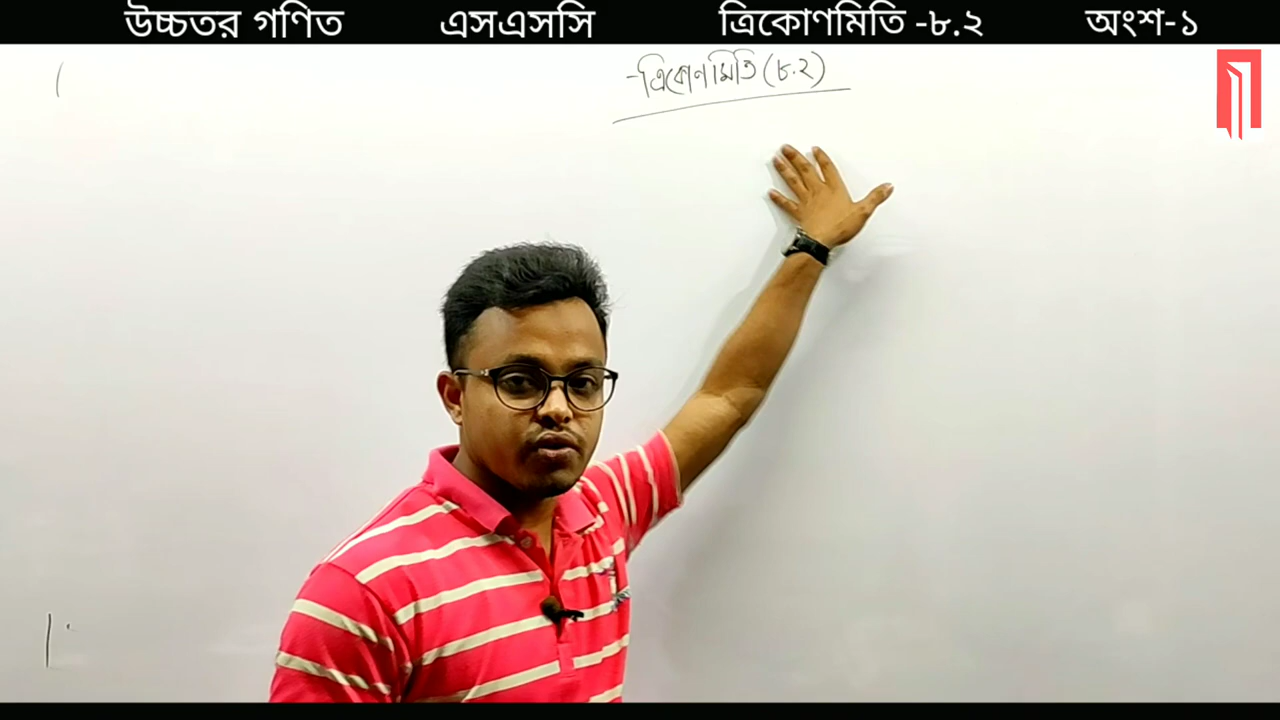 উচ্চতর গণিত এসএসসি ত্রিকোণমিতি -৮.২ অংশ-১
-ত্রিকোণমিতি (৮.২)